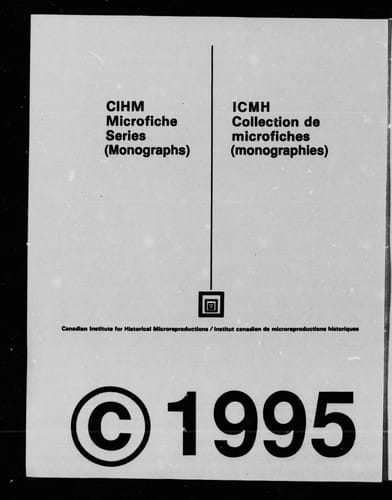 CIHM
Microfiche
Series
(Monographs)
ICMH
Collection de
microfiches
(monographies)
Canadian Institute for Historical Microreproductions / Institut canadien de microreproductions historiques
© 1995